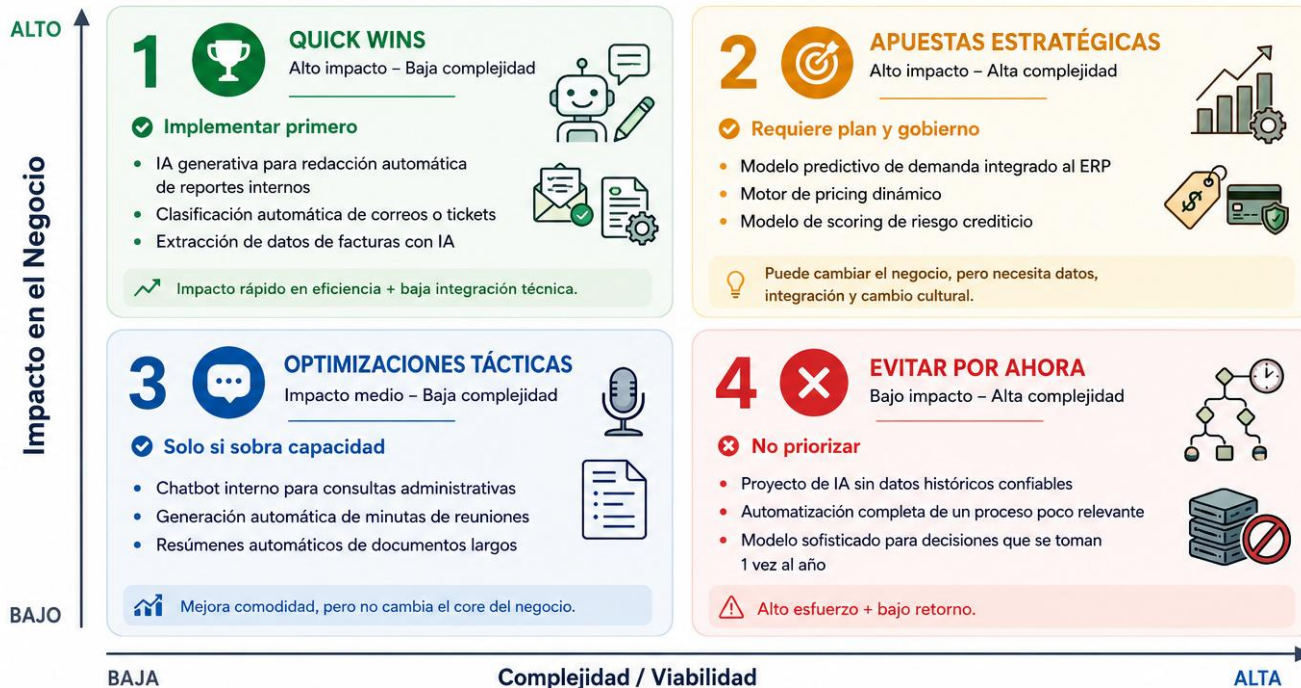 ALTO
Impacto en el Negocio
BAJO
1
QUICK WINS
Alto impacto – Baja complejidad
Implementar primero
• IA generativa para redacción automática
de reportes internos
• Clasificación automática de correos o tickets
• Extracción de datos de facturas con IA
Impacto rápido en eficiencia + baja integración técnica.
2
APUESTAS ESTRATÉGICAS
Alto impacto – Alta complejidad
Requiere plan y gobierno
• Modelo predictivo de demanda integrado al ERP
• Motor de pricing dinámico
• Modelo de scoring de riesgo crediticio
$
Puede cambiar el negocio, pero necesita datos,
integración y cambio cultural.
3
OPTIMIZACIONES TÁCTICAS
Impacto medio – Baja complejidad
Solo si sobra capacidad
• Chatbot interno para consultas administrativas
• Generación automática de minutas de reuniones
• Resúmenes automáticos de documentos largos
Mejora comodidad, pero no cambia el core del negocio.
4
EVITAR POR AHORA
Bajo impacto – Alta complejidad
No priorizar
• Proyecto de IA sin datos históricos confiables
• Automatización completa de un proceso poco relevante
• Modelo sofisticado para decisiones que se toman
1 vez al año
Alto esfuerzo + bajo retorno.
BAJA
Complejidad / Viabilidad
ALTA